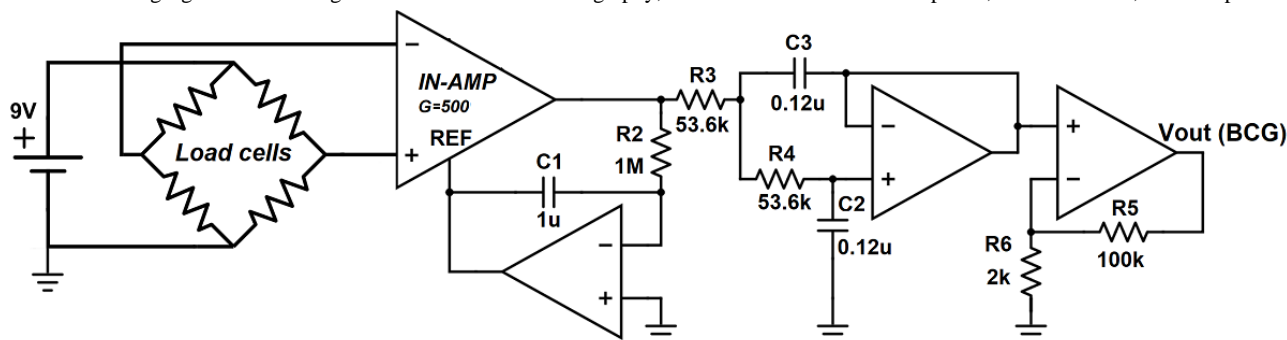 9V
+
Load cells
−
IN-AMP
G=500
REF
+
C1
1u
R2
1M
−
+
R3
53.6k
C3
0.12u
R4
53.6k
C2
0.12u
−
+
+
−
Vout (BCG)
R5
100k
R6
2k